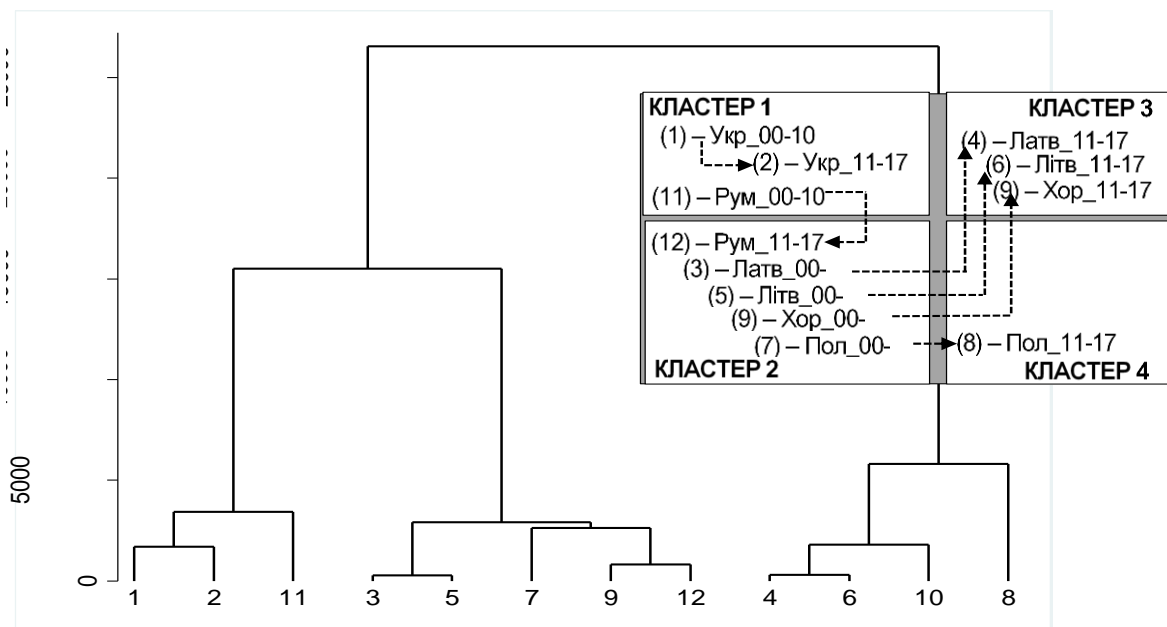 КЛАСТЕР 1
(1) – Укр_00-10
(2) – Укр_11-17
(11) – Рум_00-10
КЛАСТЕР 3
(4) – Латв_11-17
(6) – Літв_11-17
(9) – Хор_11-17
(12) – Рум_11-17
(3) – Латв_00-
(5) – Літв_00-
(9) – Хор_00-
(7) – Пол_00-
КЛАСТЕР 2
(8) – Пол_11-17
КЛАСТЕР 4
5000
0
1 2 11 3 5 7 9 12 4 6 10 8